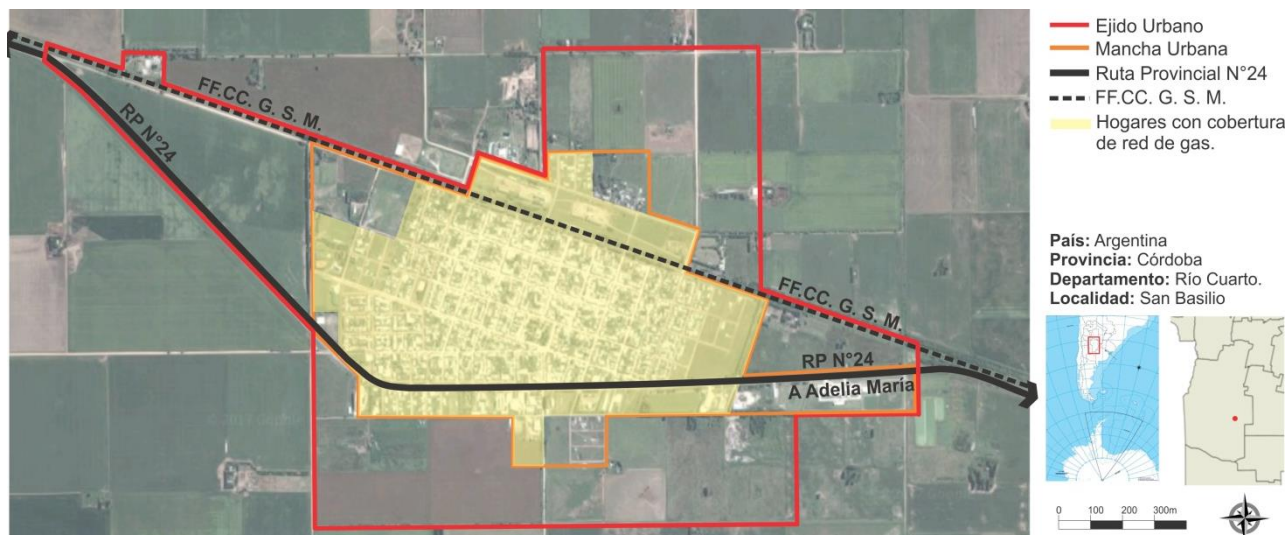 Ejido Urbano
Mancha Urbana
Ruta Provincial N°24
FF.CC. G. S. M.
Hogares con cobertura
de red de gas.
RP N°24
FF.CC. G. S. M.
FF.CC. G. S. M.
RP N°24
A Adelia María
País: Argentina
Provincia: Córdoba
Departamento: Río Cuarto.
Localidad: San Basilio
0 100 200 300m